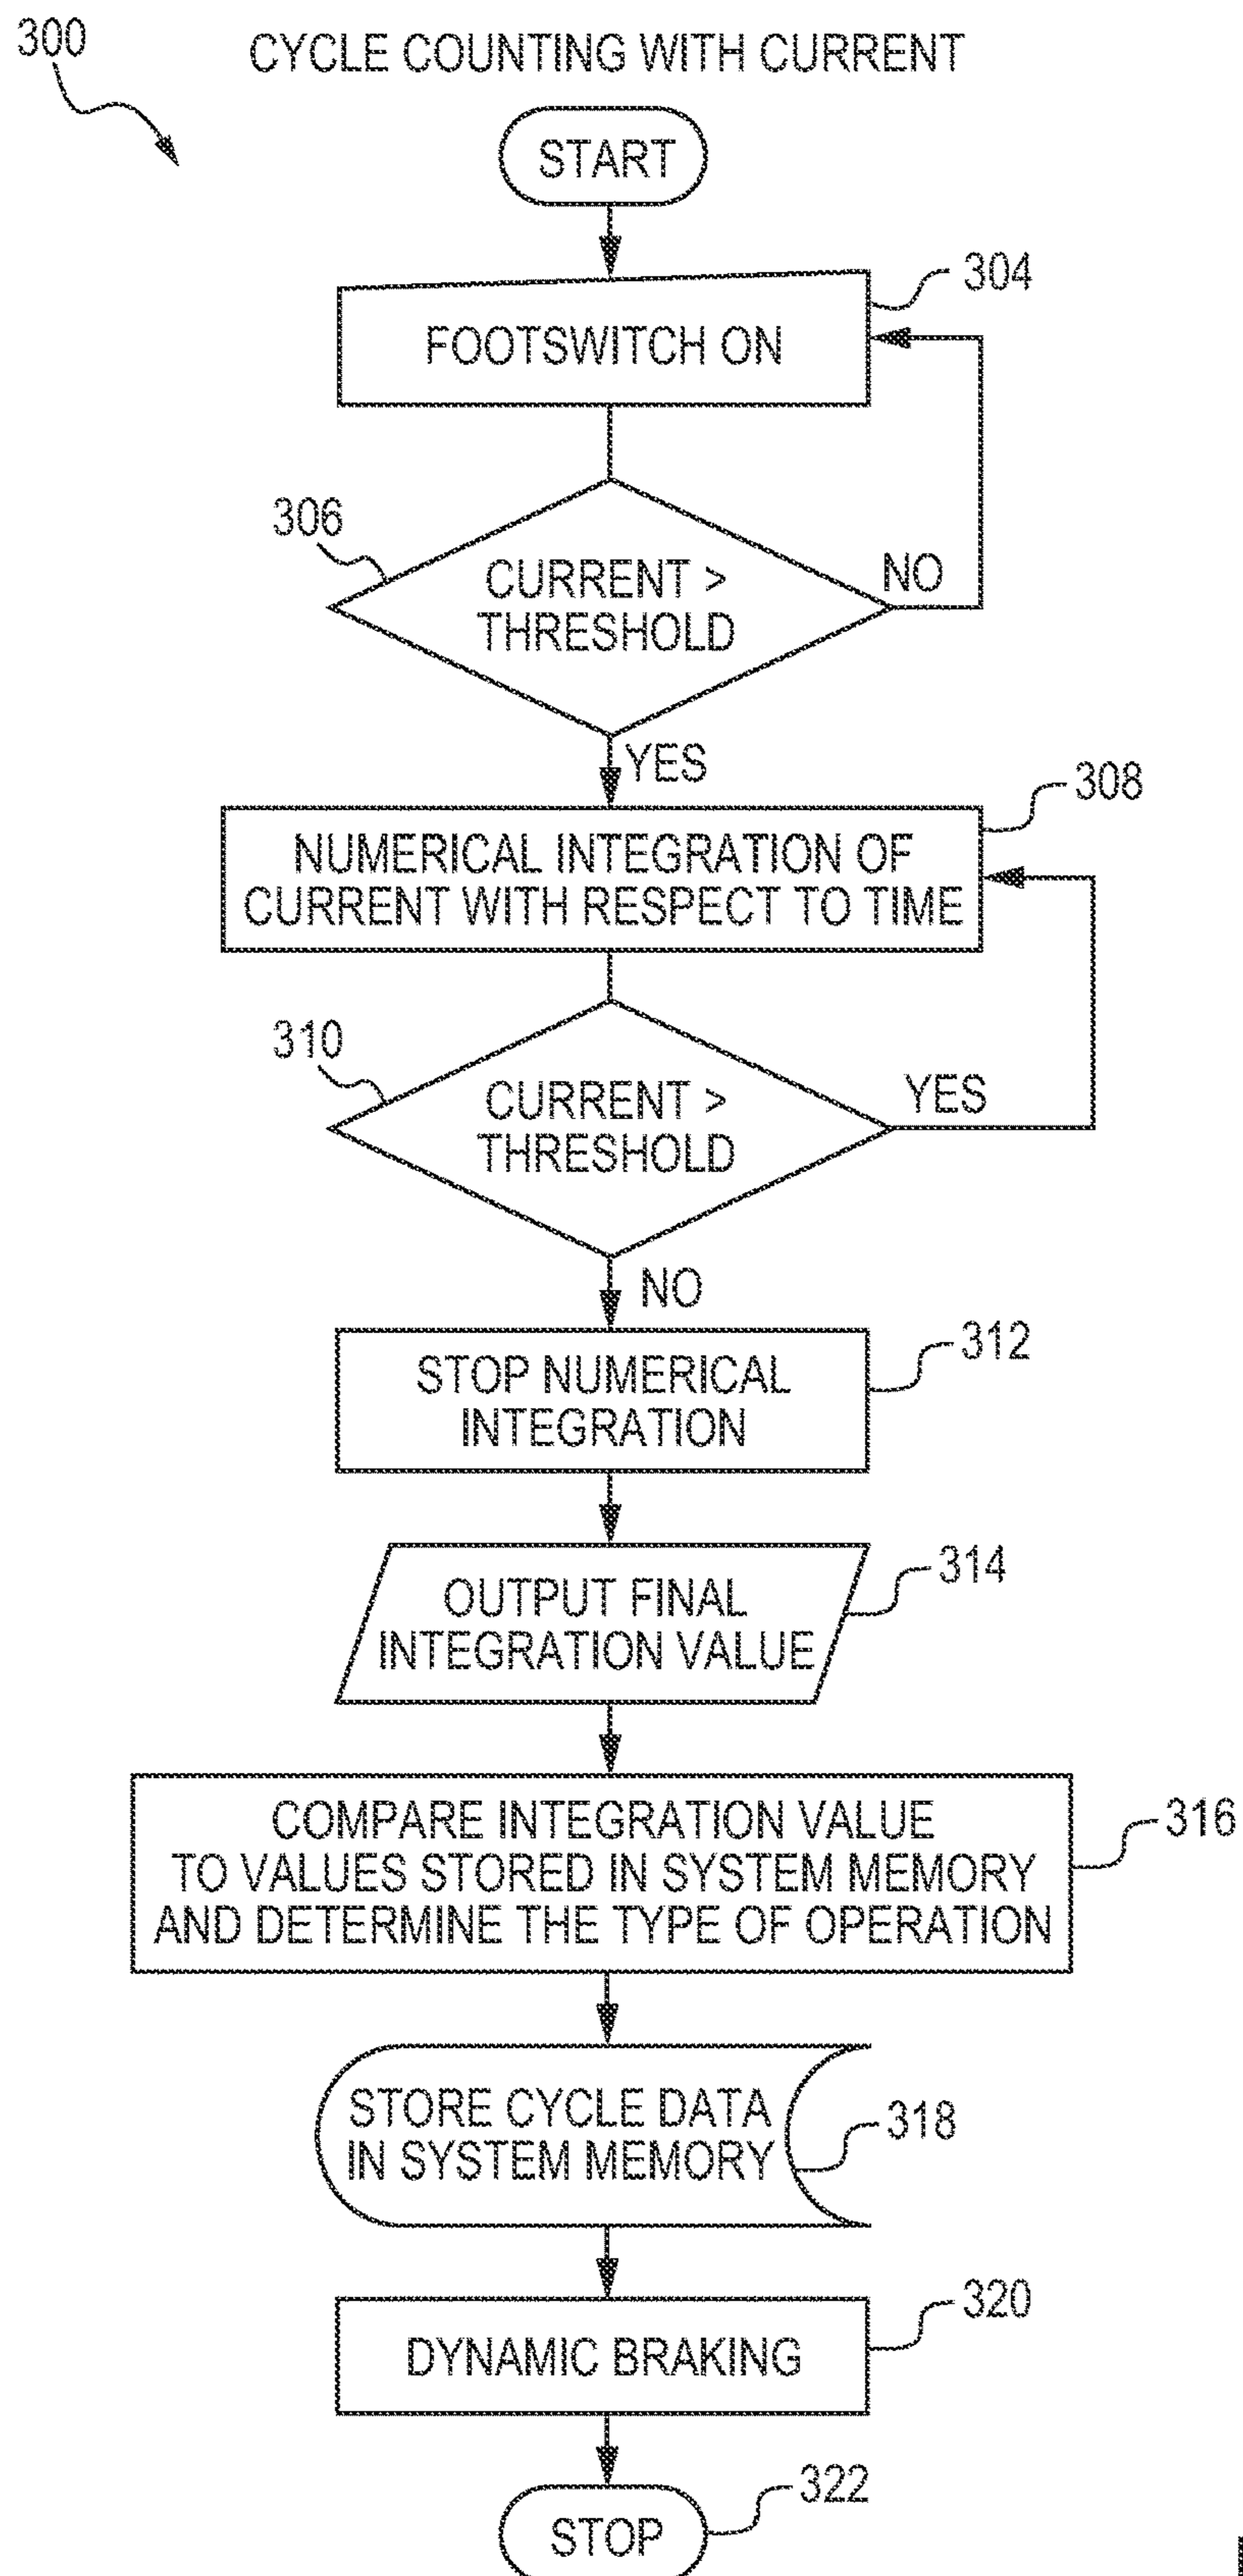 300
CYCLE COUNTING WITH CURRENT
START
304
FOOTSWITCH ON
306
CURRENT >
THRESHOLD
NO
YES
308
NUMERICAL INTEGRATION OF
CURRENT WITH RESPECT TO TIME
310
CURRENT >
THRESHOLD
YES
NO
312
STOP NUMERICAL
INTEGRATION
314
OUTPUT FINAL
INTEGRATION VALUE
316
COMPARE INTEGRATION VALUE
TO VALUES STORED IN SYSTEM MEMORY
AND DETERMINE THE TYPE OF OPERATION
STORE CYCLE DATA
IN SYSTEM MEMORY
318
320
DYNAMIC BRAKING
322
STOP